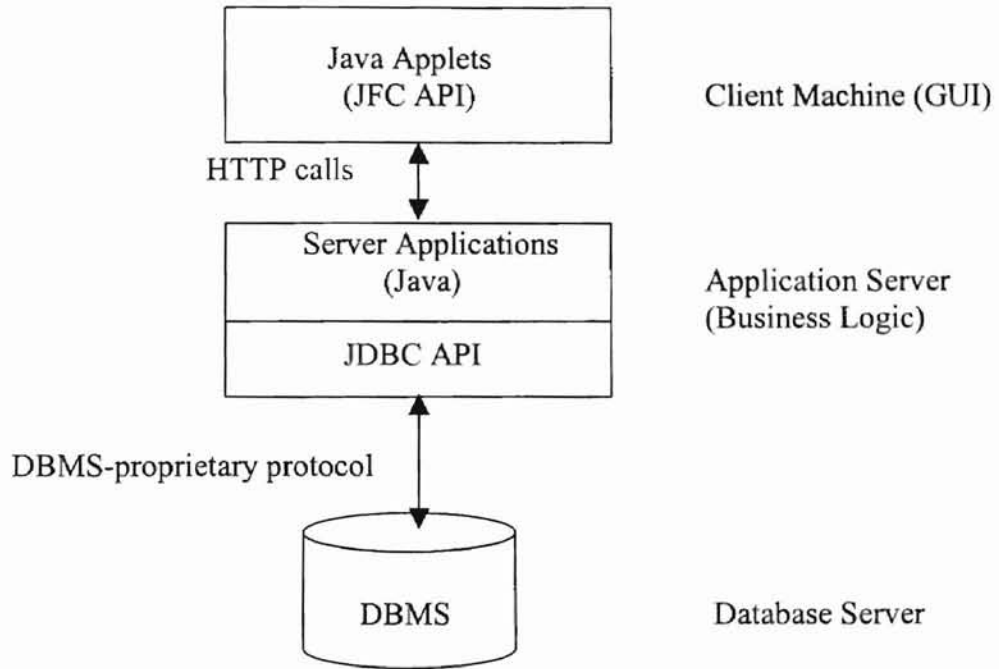 Java Applets
(JFC API)
Client Machine (GUI)
HTTP calls
Server Applications
(Java)
Application Server
(Business Logic)
JDBC API
DBMS-proprietary protocol
DBMS
Database Server